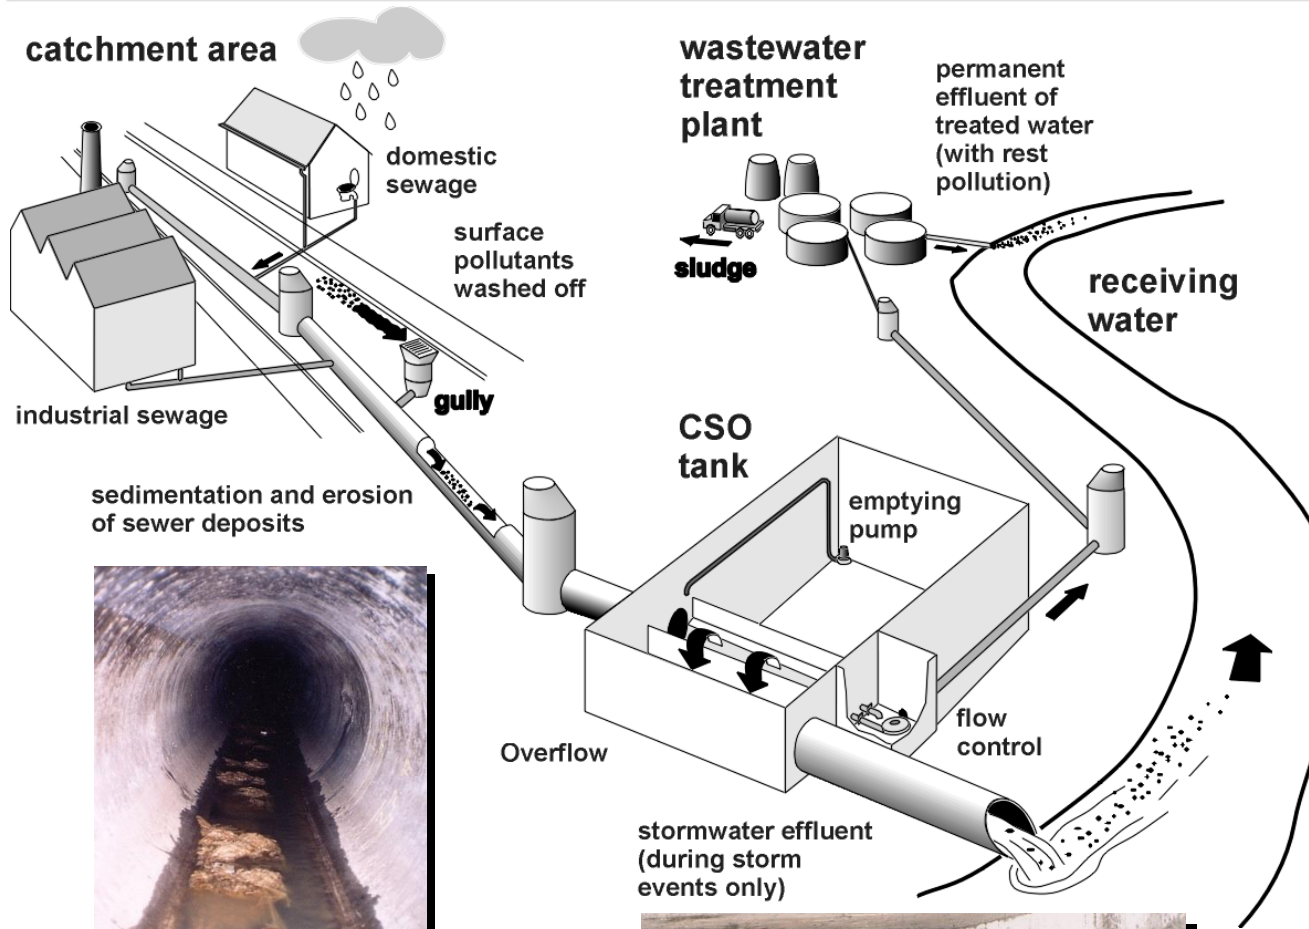 catchment area
domestic
sewage
surface
pollutants
washed off
gully
industrial sewage
sedimentation and erosion
of sewer deposits
wastewater
treatment
plant
permanent
effluent of
treated water
(with rest
pollution)
sludge
receiving
water
CSO
tank
emptying
pump
flow
control
Overflow
stormwater effluent
(during storm
events only)